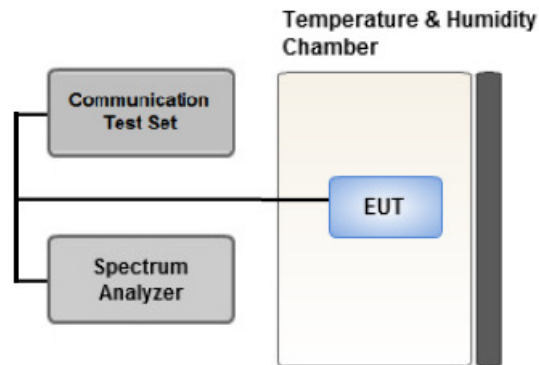 Temperature & Humidity
Chamber
Communication
Test Set
EUT
Spectrum
Analyzer